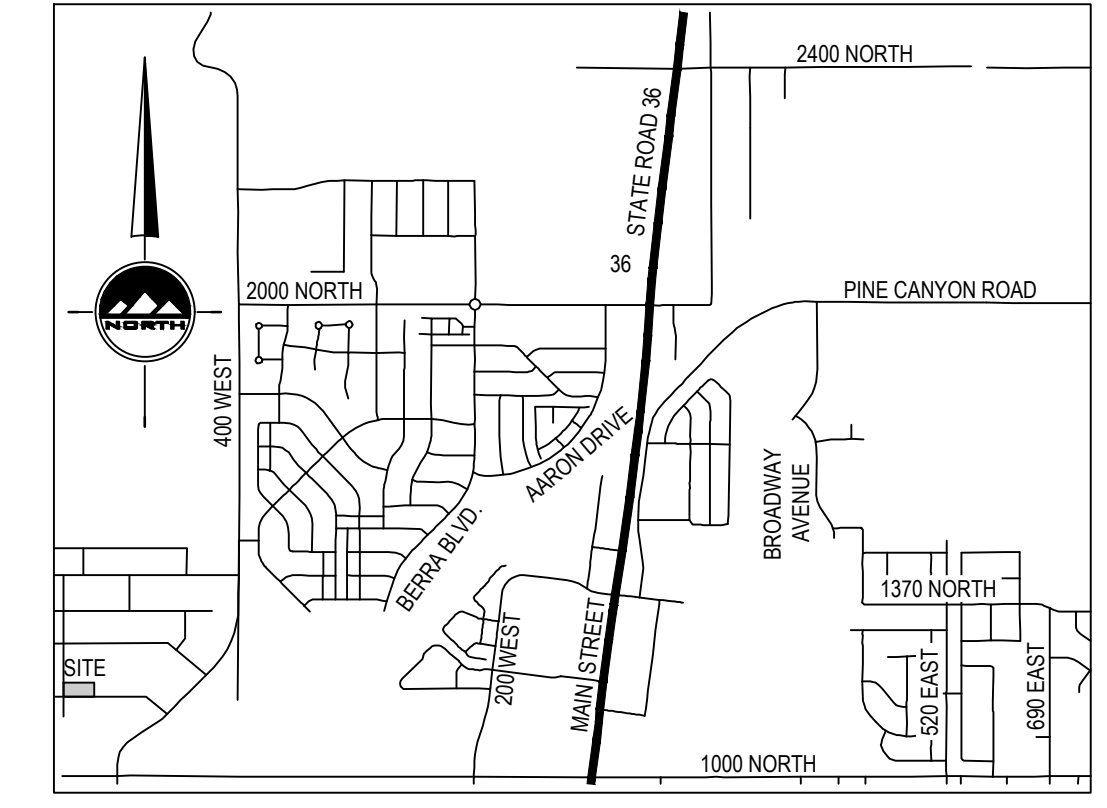 2400 NORTH
STATE ROAD 36
36
2000 NORTH
PINE CANYON ROAD
NORTH
400 WEST
AARON DRIVE
BROADWAY
AVENUE
BERRA BLVD.
1370 NORTH
200 WEST
MAIN STREET
SITE
520 EAST
690 EAST
1000 NORTH